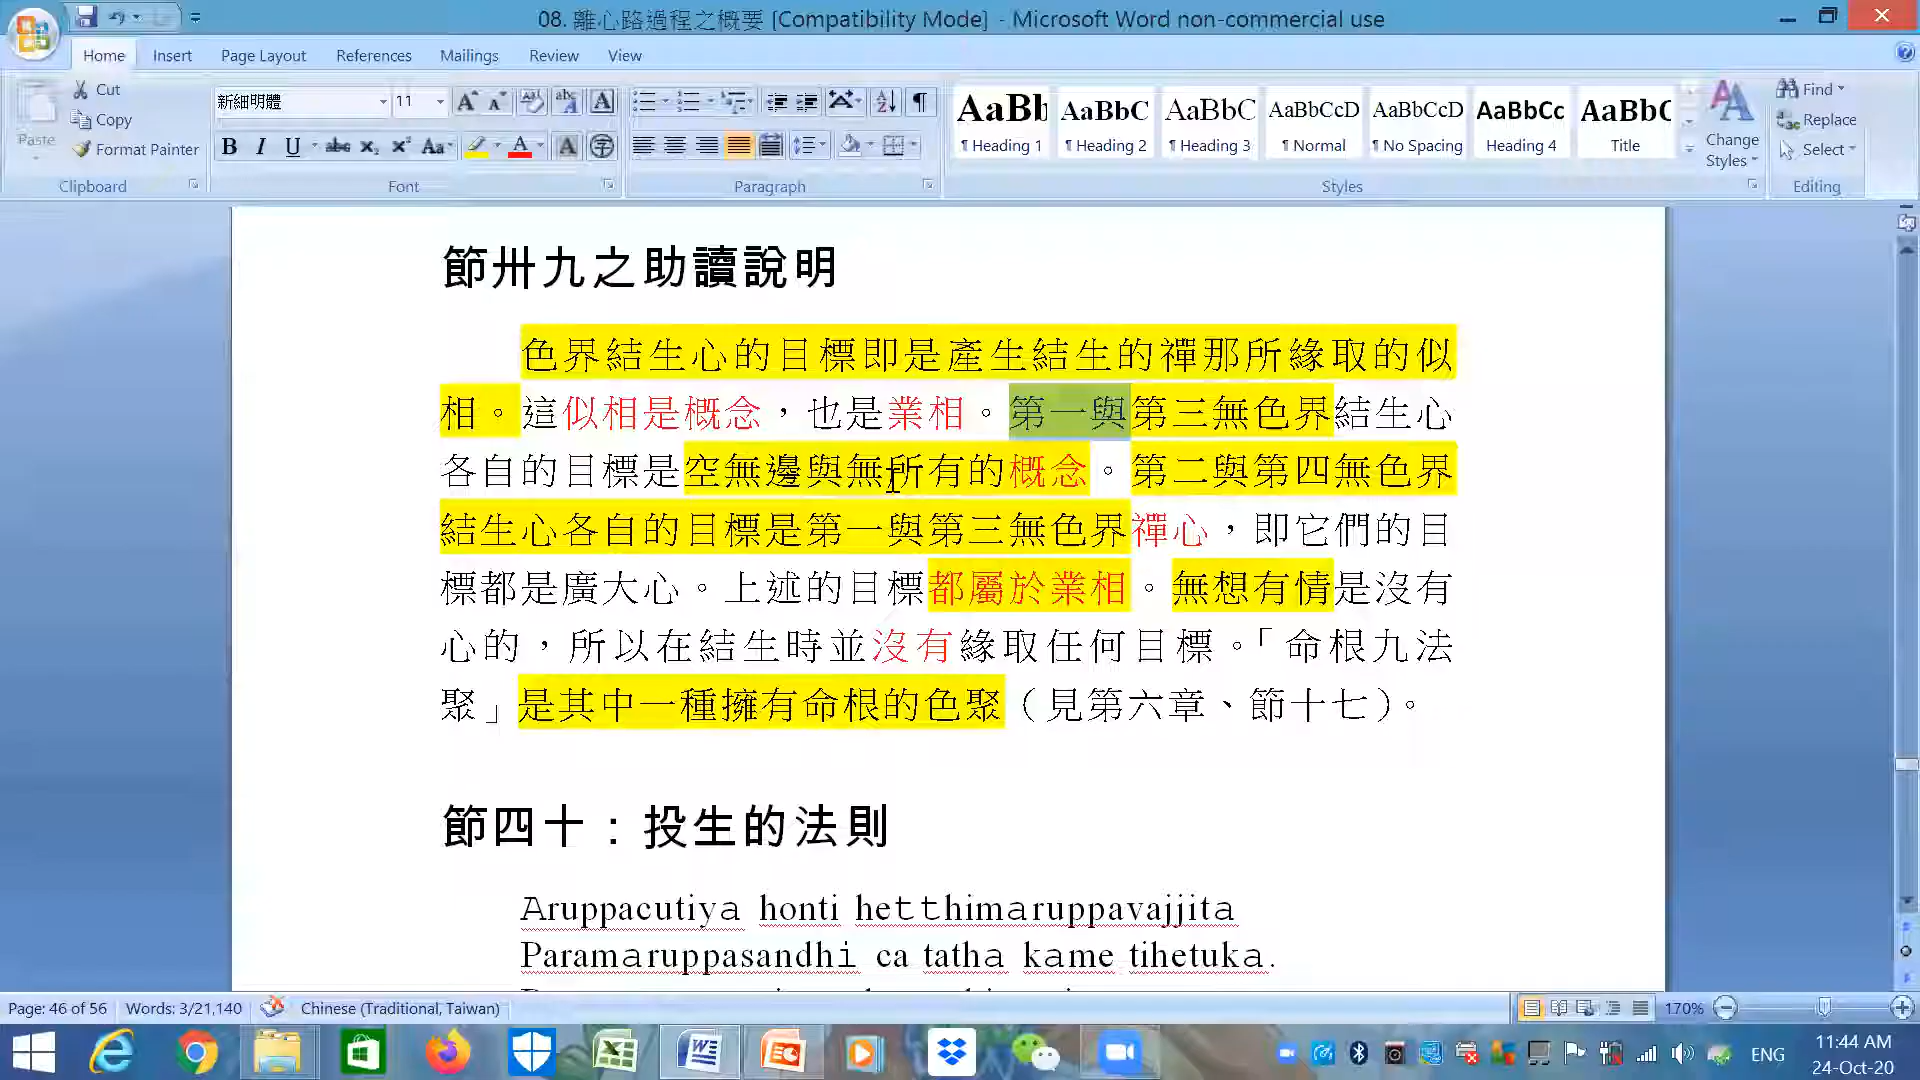 08. 離心路過程之概要 [Compatibility Mode] - Microsoft Word non-commercial use
Home Insert Page Layout References Mailings Review View
Paste
Cut
Copy
Format Painter
Clipboard
新細明體 11
Font
Paragraph
AaBb AaBbC AaBbC AaBbCcD AaBbCcD AaBbCc AaBbC
¶ Heading 1 ¶ Heading 2 ¶ Heading 3 ¶ Normal ¶ No Spacing Heading 4 Title
Change Styles
Styles
Find
Replace
Select
Editing
節卅九之助讀說明
色界結生心的目標即是產生結生的禪那所緣取的似
相。這似相是概念，也是業相。第一與第三無色界結生心
各自的目標是空無邊與無所有的概念。第二與第四無色界
結生心各自的目標是第一與第三無色界禪心，即它們的目
標都是廣大心。上述的目標都屬於業相。無想有情是沒有
心的，所以在結生時並沒有緣取任何目標。「命根九法
聚」是其中一種擁有命根的色聚（見第六章、節十七）。
節四十：投生的法則
Aruppacutiya honti hetthimaruppavajjita
Paramaruppasandhi ca tatha kame tihetuka.
Page: 46 of 56 Words: 3/21,140 Chinese (Traditional, Taiwan) 170%
ENG
11:44 AM
24-Oct-20